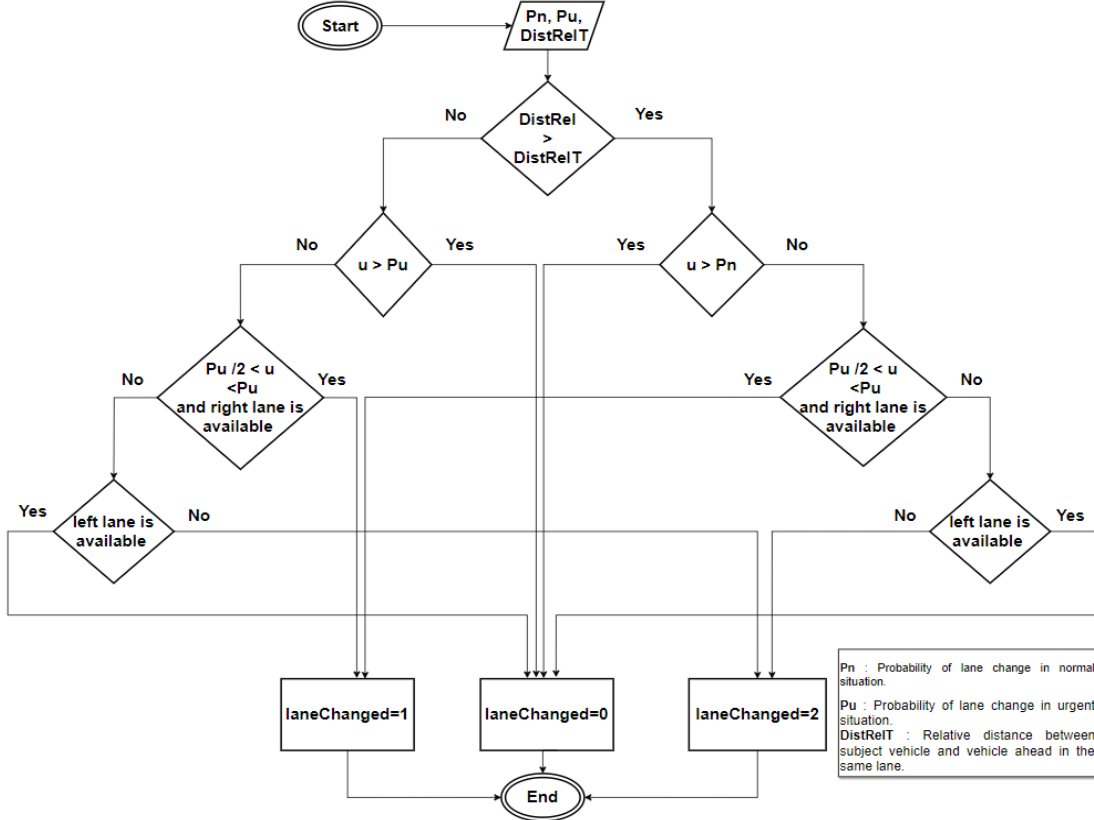 Start
Pn, Pu,
DistRelT
No
DistRel
>
DistRelT
Yes
No
u > Pu
Yes
Yes
u > Pn
No
No
Pu /2 < u
<Pu
and right lane is
available
Yes
Yes
Pu /2 < u
<Pu
and right lane is
available
No
Yes
left lane is
available
No
No
left lane is
available
Yes
laneChanged=1
laneChanged=0
laneChanged=2
Pn : Probability of lane change in normal
situation.
Pu : Probability of lane change in urgent
situation.
DistRelT : Relative distance between
subject vehicle and vehicle ahead in the
same lane.
End